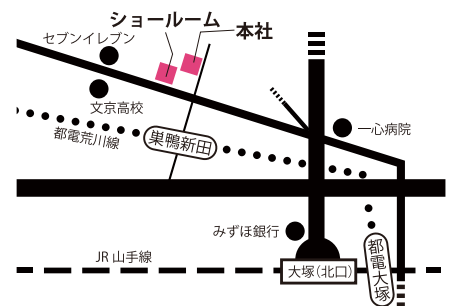 ショールーム
本社
セブンイレブン
文京高校
都電荒川線
巣鴨新田
一心病院
みずほ銀行
都電大塚
JR 山手線
大塚（北口）